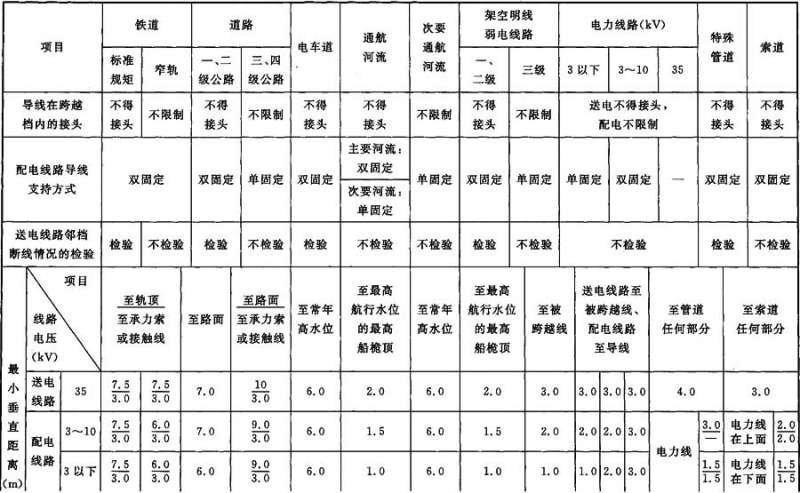 项目
铁道
道路
电车道
通航
河流
次要
通航
河流
架空明线
弱电线路
电力线路(kV)
特殊
管道
索道
标准
规矩
窄轨
一、二
级公路
三、四
级公路
一、
二级
三级
3以下
3～10
35
导线在跨越
档内的接头
不得
接头
不限制
不得
接头
不限制
不得
接头
不得
接头
不限制
不得
接头
不限制
送电不得接头，
配电不限制
不得
接头
不得
接头
配电线路导线
支持方式
双固定
双固定
单固定
双固定
主要河流：
双固定
次要河流：
单固定
单固定
双固定
单固定
单固定
双固定
—
双固定
双固定
送电线路邻档
断线情况的检验
检验
不检验
检验
不检验
检验
不检验
不检验
检验
不检验
不检验
检验
不检验
最小垂直距离(m)
项目
线路
电压
(kV)
至轨顶
至承力索
或接触线
至路面
至路面
至承力索
或接触线
至常年
高水位
至最高
航行水位
的最高
船桅顶
至常年
高水位
至最高
航行水位
的最高
船桅顶
至被
跨越线
送电线路至
被跨越线、
配电线路
至导线
至管道
任何部分
至索道
任何部分
送电
线路
35
7.5
3.0
7.5
3.0
7.0
10
3.0
6.0
2.0
6.0
2.0
3.0
3.0
3.0
3.0
4.0
3.0
配电
线路
3～10
7.5
3.0
6.0
3.0
7.0
9.0
3.0
6.0
1.5
6.0
1.5
2.0
2.0
2.0
3.0
电力线
3.0
—
电力线
在上面
2.0
2.0
3以下
7.5
3.0
6.0
3.0
6.0
9.0
3.0
6.0
1.0
6.0
1.0
1.0
1.0
2.0
3.0
1.5
1.5
电力线
在下面
1.5
1.5